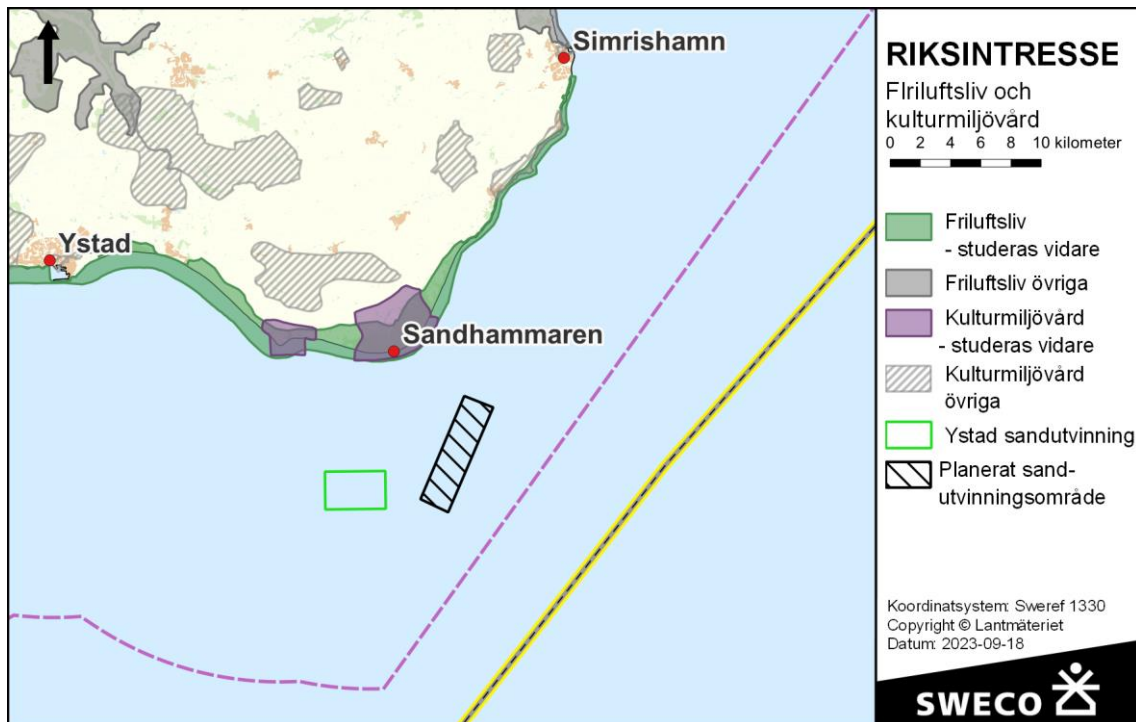 Simrishamn
Ystad
Sandhammaren
RIKSINTRESSE
Flriluftsliv och
kulturmiljövård
0 2 4 6 8 10 kilometer
Friluftsliv
- studeras vidare
Friluftsliv övriga
Kulturmiljövård
- studeras vidare
Kulturmiljövård
övriga
Ystad sandutvinning
Planerat sand-
utvinningsområde
Koordinatsystem: Sweref 1330
Copyright © Lantmäteriet
Datum: 2023-09-18
SWECO